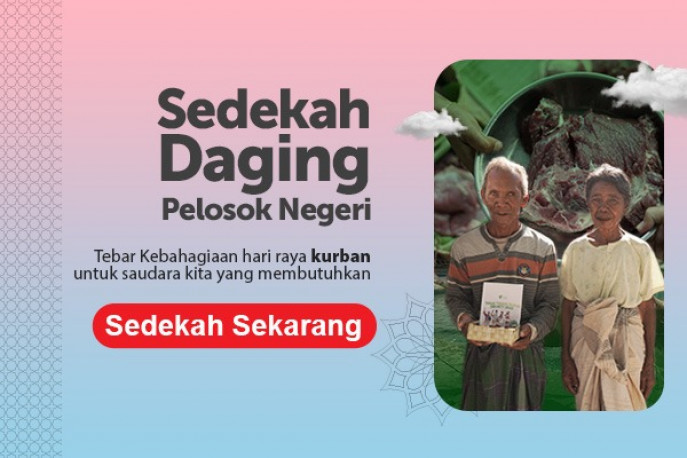 Sedekah
Daging
Pelosok Negeri
Tebar Kebahagiaan hari raya kurban
untuk saudara kita yang membutuhkan
Sedekah Sekarang